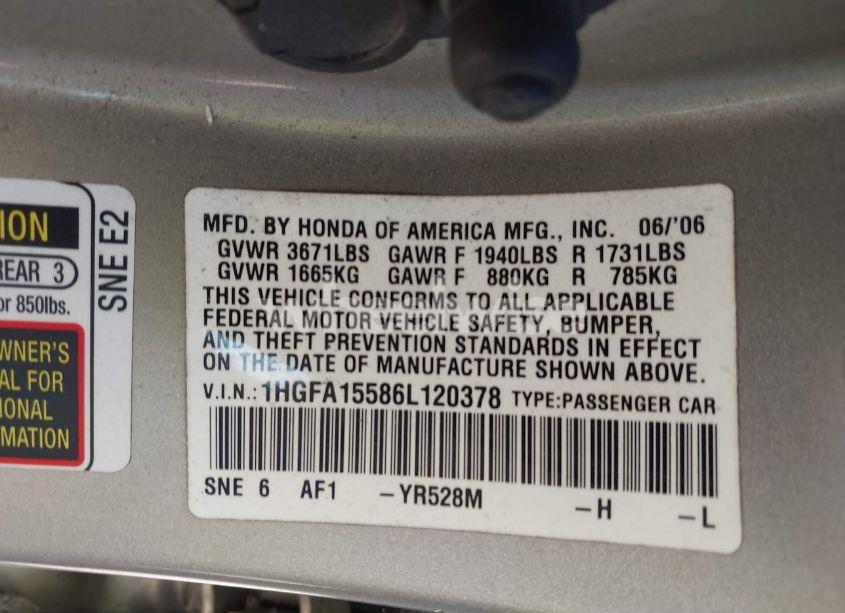 ION
REAR 3
or 850lbs.
WNER'S
AL FOR
IONAL
MATION
SNE E2
MFD. BY HONDA OF AMERICA MFG., INC. 06/'06
GVWR 3671LBS GAWR F 1940LBS R 1731LBS
GVWR 1665KG GAWR F 880KG R 785KG
THIS VEHICLE CONFORMS TO ALL APPLICABLE
FEDERAL MOTOR VEHICLE SAFETY, BUMPER,
AND THEFT PREVENTION STANDARDS IN EFFECT
ON THE DATE OF MANUFACTURE SHOWN ABOVE.
V.I.N.: 1HGFA15586L120378 TYPE:PASSENGER CAR
SNE 6 AF1 -YR528M -H -L